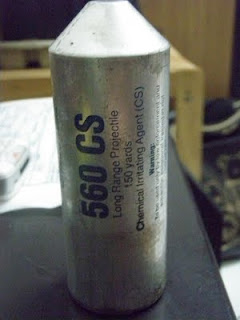 560 CS
Long Range Projectile
150 yards
Chemical Irritating Agent (CS)
Warning: